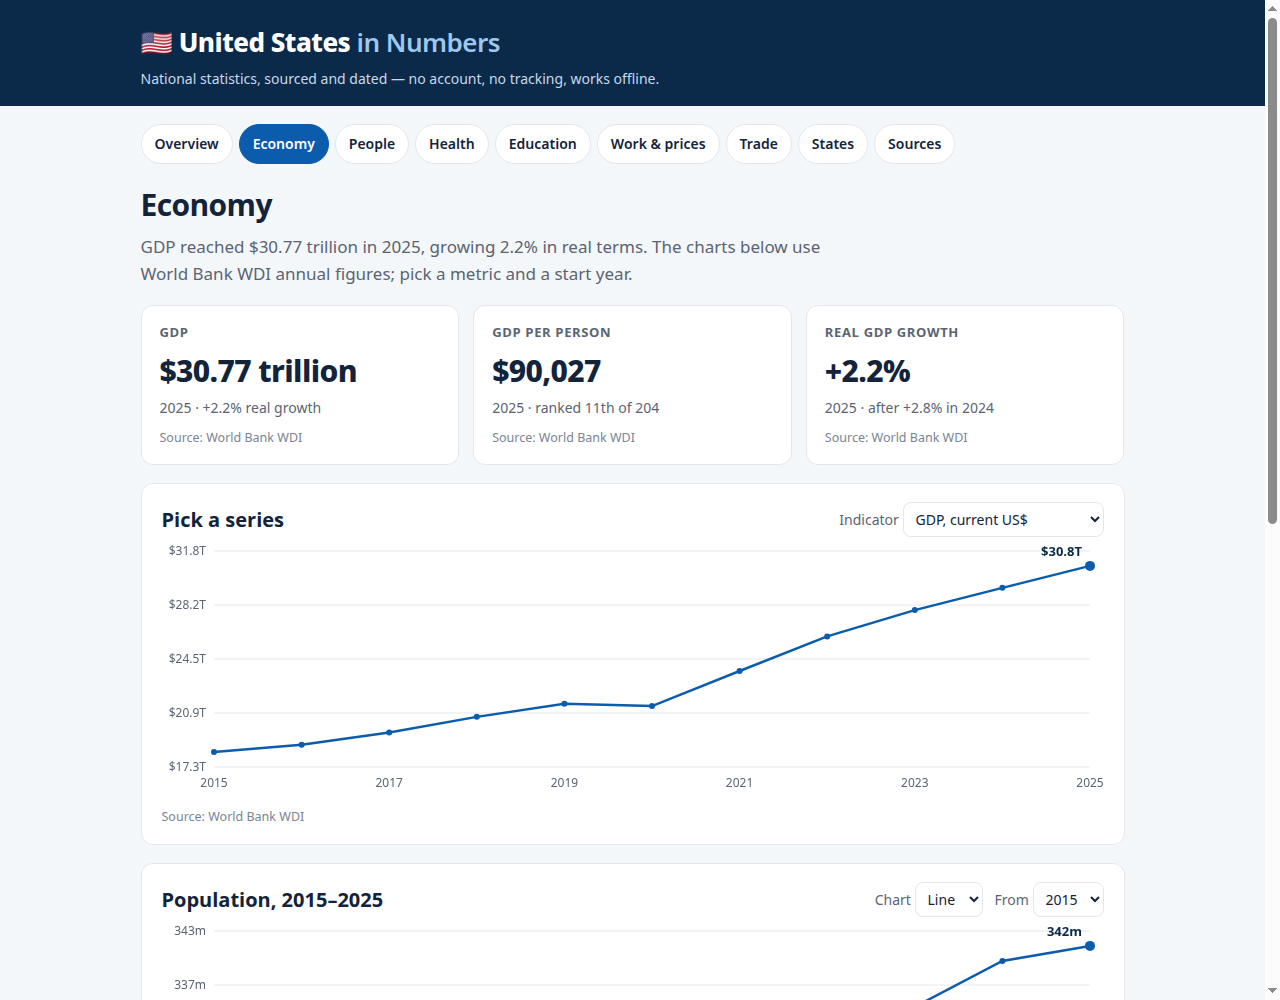 🇺🇸 United States in Numbers
National statistics, sourced and dated — no account, no tracking, works offline.
Overview Economy People Health Education Work & prices Trade States Sources
Economy
GDP reached $30.77 trillion in 2025, growing 2.2% in real terms. The charts below use
World Bank WDI annual figures; pick a metric and a start year.
GDP
$30.77 trillion
2025 · +2.2% real growth
Source: World Bank WDI
GDP PER PERSON
$90,027
2025 · ranked 11th of 204
Source: World Bank WDI
REAL GDP GROWTH
+2.2%
2025 · after +2.8% in 2024
Source: World Bank WDI
Pick a series
Indicator GDP, current US$
$31.8T
$30.8T
$28.2T
$24.5T
$20.9T
$17.3T
2015 2017 2019 2021 2023 2025
Source: World Bank WDI
Population, 2015–2025
Chart Line From 2015
343m
342m
337m